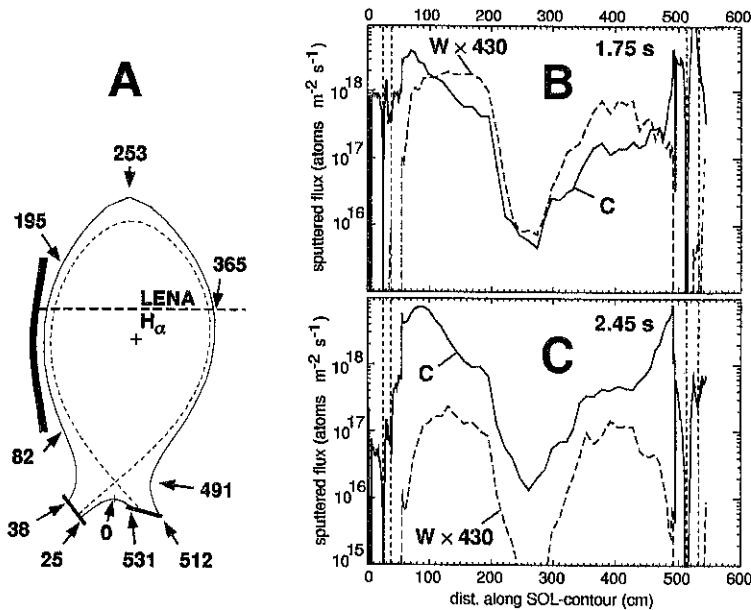 A
253
195
365
LENA
Hα
+
82
491
38
25
0
531
512
0 100 200 300 400 500 600
W × 430
1.75 s
B
C
10^18
10^17
10^16
sputtered flux (atoms m^-2 s^-1)
2.45 s
C
C
W × 430
10^18
10^17
10^16
10^15
sputtered flux (atoms m^-2 s^-1)
0 100 200 300 400 500 600
dist. along SOL-contour (cm)